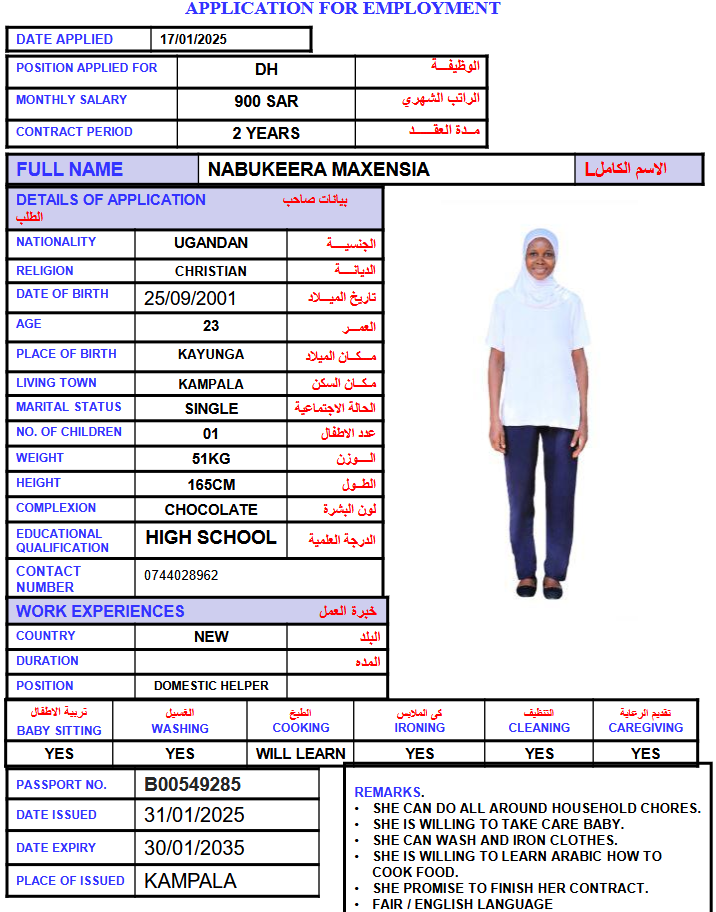 APPLICATION FOR EMPLOYMENT
DATE APPLIED 17/01/2025
POSITION APPLIED FOR DH الوظيفـــة
MONTHLY SALARY 900 SAR الراتب الشهري
CONTRACT PERIOD 2 YEARS مـدة العقـــد
FULL NAME NABUKEERA MAXENSIA الاسم الكاملL
DETAILS OF APPLICATION بيانات صاحب
الطلب
NATIONALITY UGANDAN الجنسيـــة
RELIGION CHRISTIAN الديانـــة
DATE OF BIRTH 25/09/2001 تاريخ الميـــلاد
AGE 23 العمـــر
PLACE OF BIRTH KAYUNGA مـــكـان الميلاد
LIVING TOWN KAMPALA مكـان السكن
MARITAL STATUS SINGLE الحالة الاجتماعية
NO. OF CHILDREN 01 عدد الاطفال
WEIGHT 51KG الـــوزن
HEIGHT 165CM الطـول
COMPLEXION CHOCOLATE لون البشرة
EDUCATIONAL
QUALIFICATION HIGH SCHOOL الدرجة العلمية
CONTACT
NUMBER 0744028962
WORK EXPERIENCES خبرة العمل
COUNTRY NEW البلد
DURATION المده
POSITION DOMESTIC HELPER
تربية الاطفال الغسيل الطبخ كى الملابس التنظيف تقديم الرعاية
BABY SITTING WASHING COOKING IRONING CLEANING CAREGIVING
YES YES WILL LEARN YES YES YES
PASSPORT NO. B00549285
DATE ISSUED 31/01/2025
DATE EXPIRY 30/01/2035
PLACE OF ISSUED KAMPALA
REMARKS.
• SHE CAN DO ALL AROUND HOUSEHOLD CHORES.
• SHE IS WILLING TO TAKE CARE BABY.
• SHE CAN WASH AND IRON CLOTHES.
• SHE IS WILLING TO LEARN ARABIC HOW TO
COOK FOOD.
• SHE PROMISE TO FINISH HER CONTRACT.
• FAIR / ENGLISH LANGUAGE